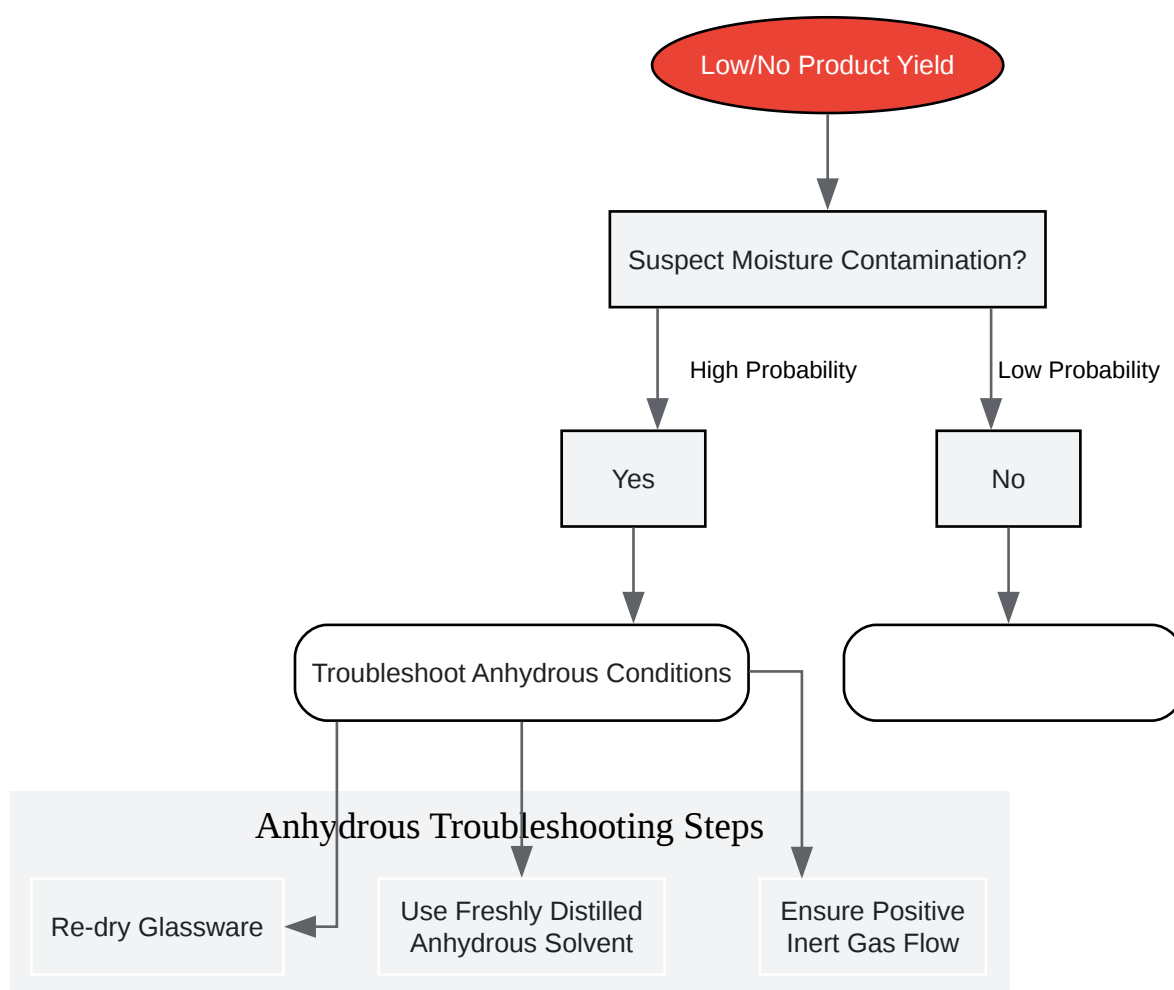 Low/No Product Yield
Suspect Moisture Contamination?
High Probability
Low Probability
Yes
No
Troubleshoot Anhydrous Conditions
Anhydrous Troubleshooting Steps
Re-dry Glassware
Use Freshly Distilled
Anhydrous Solvent
Ensure Positive
Inert Gas Flow